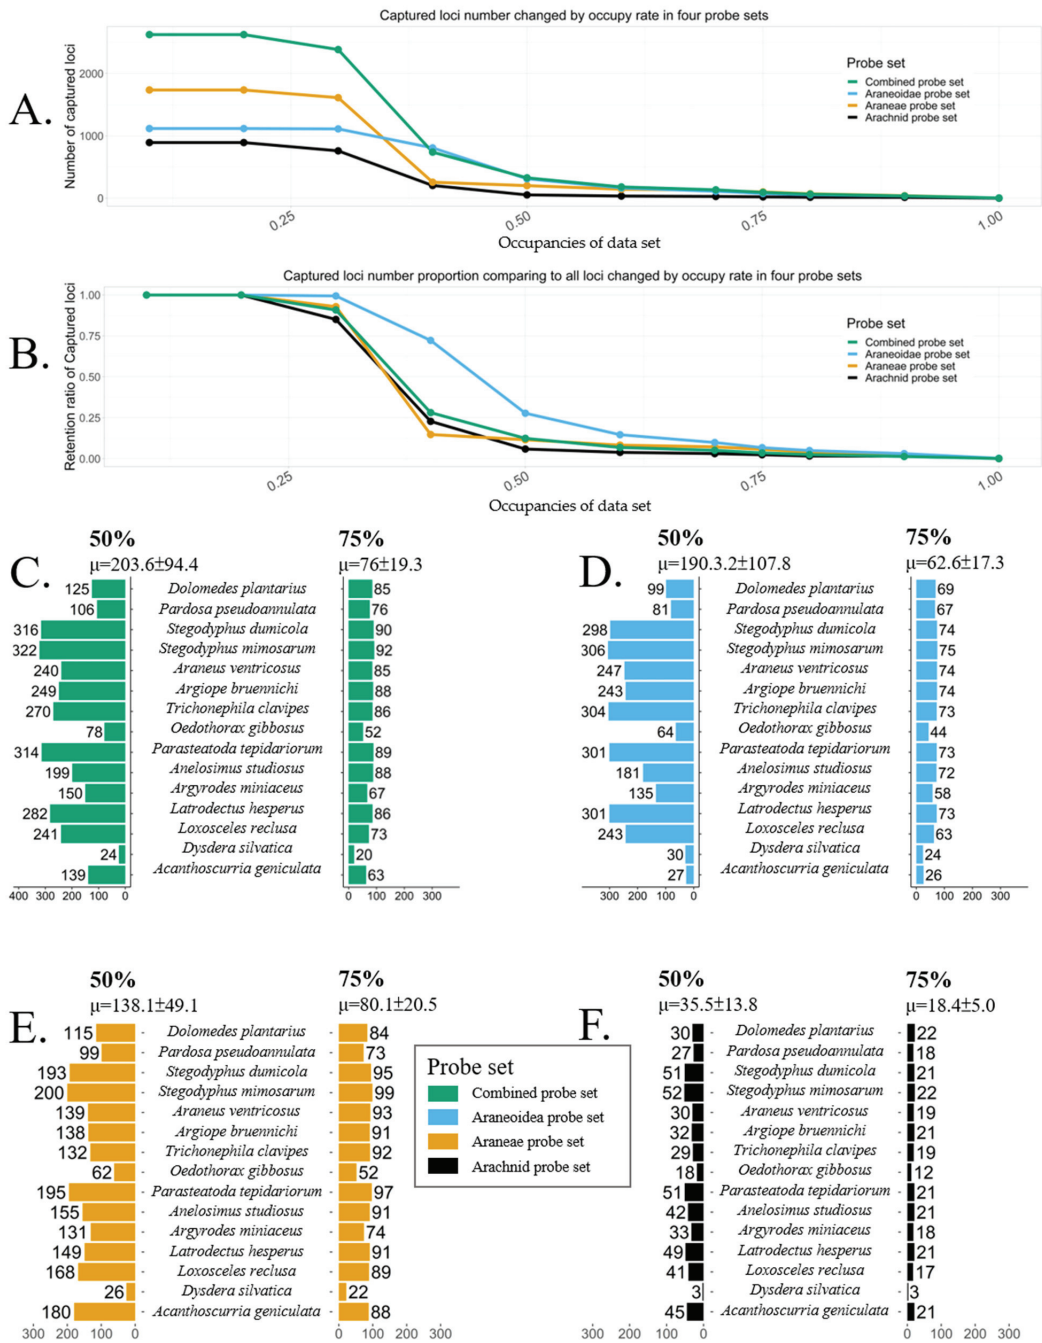 Captured loci number changed by occupy rate in four probe sets
A.
Number of captured loci
2000
1000
0
Probe set
Combined probe set
Araneoidae probe set
Araneae probe set
Arachnid probe set
0.25
0.50
0.75
1.00
Occupancies of data set
Captured loci number proportion comparing to all loci changed by occupy rate in four probe sets
B.
Retention ratio of Captured loci
1.00
0.75
0.50
0.25
0.00
Probe set
Combined probe set
Araneoidae probe set
Araneae probe set
Arachnid probe set
0.25
0.50
0.75
1.00
Occupancies of data set
C.
50% 75%
μ=203.6±94.4 μ=76±19.3
125 Dolomedes plantarius 85
106 Pardosa pseudoannulata 76
316 Stegodyphus dumicola 90
322 Stegodyphus mimosarum 92
240 Araneus ventricosus 85
249 Argiope bruennichi 88
270 Trichonephila clavipes 86
78 Oedothorax gibbosus 52
314 Parasteatoda tepidariorum 89
199 Anelosimus studiosus 88
150 Argyrodes miniaceus 67
282 Latrodectus hesperus 86
241 Loxosceles reclusa 73
24 Dysdera silvatica 20
139 Acanthoscurria geniculata 63
400 300 200 100 0 0 100 200 300
D.
50% 75%
μ=190.3.2±107.8 μ=62.6±17.3
99 Dolomedes plantarius 69
81 Pardosa pseudoannulata 67
298 Stegodyphus dumicola 74
306 Stegodyphus mimosarum 75
247 Araneus ventricosus 74
243 Argiope bruennichi 74
304 Trichonephila clavipes 73
64 Oedothorax gibbosus 44
301 Parasteatoda tepidariorum 73
181 Anelosimus studiosus 72
135 Argyrodes miniaceus 58
301 Latrodectus hesperus 73
243 Loxosceles reclusa 63
30 Dysdera silvatica 24
27 Acanthoscurria geniculata 26
300 200 100 0 0 100 200 300
E.
50% 75%
μ=138.1±49.1 μ=80.1±20.5
115 Dolomedes plantarius 84
99 Pardosa pseudoannulata 73
193 Stegodyphus dumicola 95
200 Stegodyphus mimosarum 99
139 Araneus ventricosus 93
138 Argiope bruennichi 91
132 Trichonephila clavipes 92
62 Oedothorax gibbosus 52
195 Parasteatoda tepidariorum 97
155 Anelosimus studiosus 91
131 Argyrodes miniaceus 74
149 Latrodectus hesperus 91
168 Loxosceles reclusa 89
26 Dysdera silvatica 22
180 Acanthoscurria geniculata 88
300 200 100 0 0 100 200 300
Probe set
Combined probe set
Araneoidea probe set
Araneae probe set
Arachnid probe set
F.
50% 75%
μ=35.5±13.8 μ=18.4±5.0
30 Dolomedes plantarius 22
27 Pardosa pseudoannulata 18
51 Stegodyphus dumicola 21
52 Stegodyphus mimosarum 22
30 Araneus ventricosus 19
32 Argiope bruennichi 21
29 Trichonephila clavipes 19
18 Oedothorax gibbosus 12
51 Parasteatoda tepidariorum 21
42 Anelosimus studiosus 21
33 Argyrodes miniaceus 18
49 Latrodectus hesperus 21
41 Loxosceles reclusa 17
3 Dysdera silvatica 3
45 Acanthoscurria geniculata 21
300 200 100 0 0 100 200 300